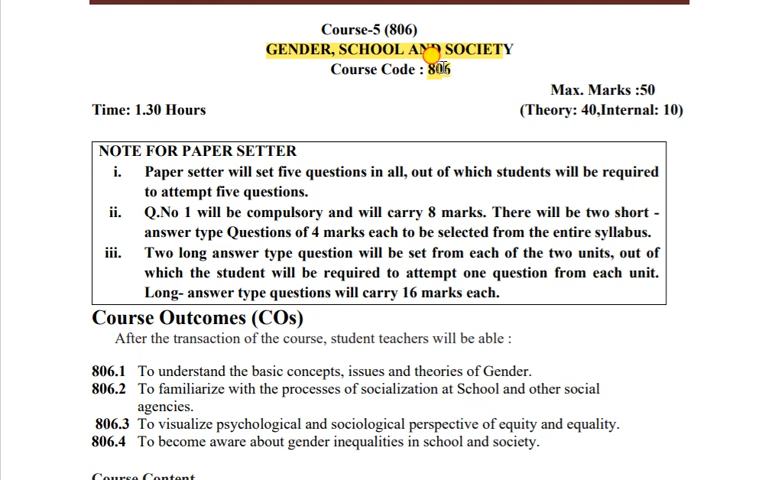 Course-5 (806)
GENDER, SCHOOL AND SOCIETY
Course Code : 806
Max. Marks :50
Time: 1.30 Hours (Theory: 40,Internal: 10)
NOTE FOR PAPER SETTER
i. Paper setter will set five questions in all, out of which students will be required
to attempt five questions.
ii. Q.No 1 will be compulsory and will carry 8 marks. There will be two short -
answer type Questions of 4 marks each to be selected from the entire syllabus.
iii. Two long answer type question will be set from each of the two units, out of
which the student will be required to attempt one question from each unit.
Long- answer type questions will carry 16 marks each.
Course Outcomes (COs)
After the transaction of the course, student teachers will be able :
806.1 To understand the basic concepts, issues and theories of Gender.
806.2 To familiarize with the processes of socialization at School and other social
agencies.
806.3 To visualize psychological and sociological perspective of equity and equality.
806.4 To become aware about gender inequalities in school and society.
Course Content